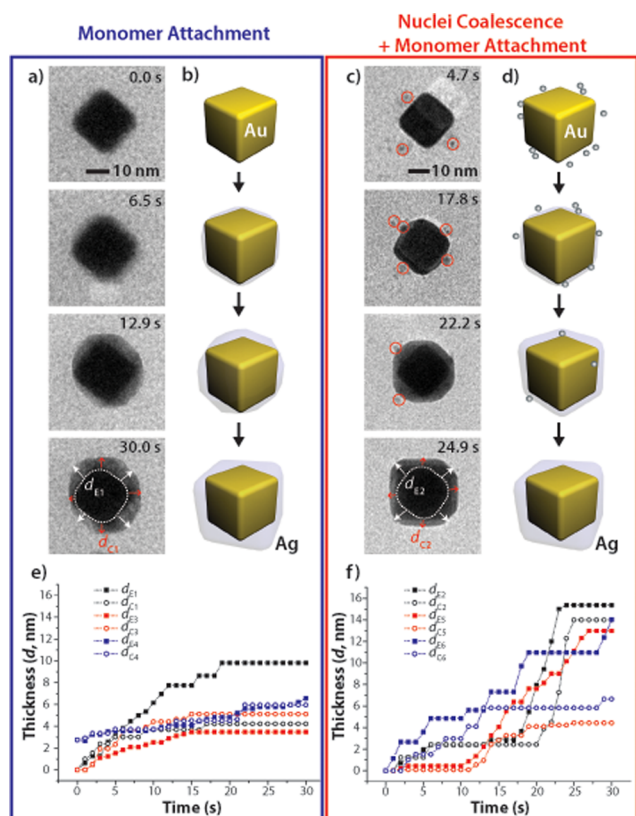 Monomer Attachment
Nuclei Coalescence
+ Monomer Attachment
a)
0.0 s
10 nm
6.5 s
12.9 s
30.0 s
dE1
dC1
b)
Au
Ag
c)
4.7 s
10 nm
17.8 s
22.2 s
24.9 s
dE2
dC2
d)
Au
Ag
e)
dE1
dC1
dE3
dC3
dE4
dC4
Thickness (d, nm)
16
14
12
10
8
6
4
2
0
0 5 10 15 20 25 30
Time (s)
f)
dE2
dC2
dE5
dC5
dE6
dC6
Thickness (d, nm)
16
14
12
10
8
6
4
2
0
0 5 10 15 20 25 30
Time (s)